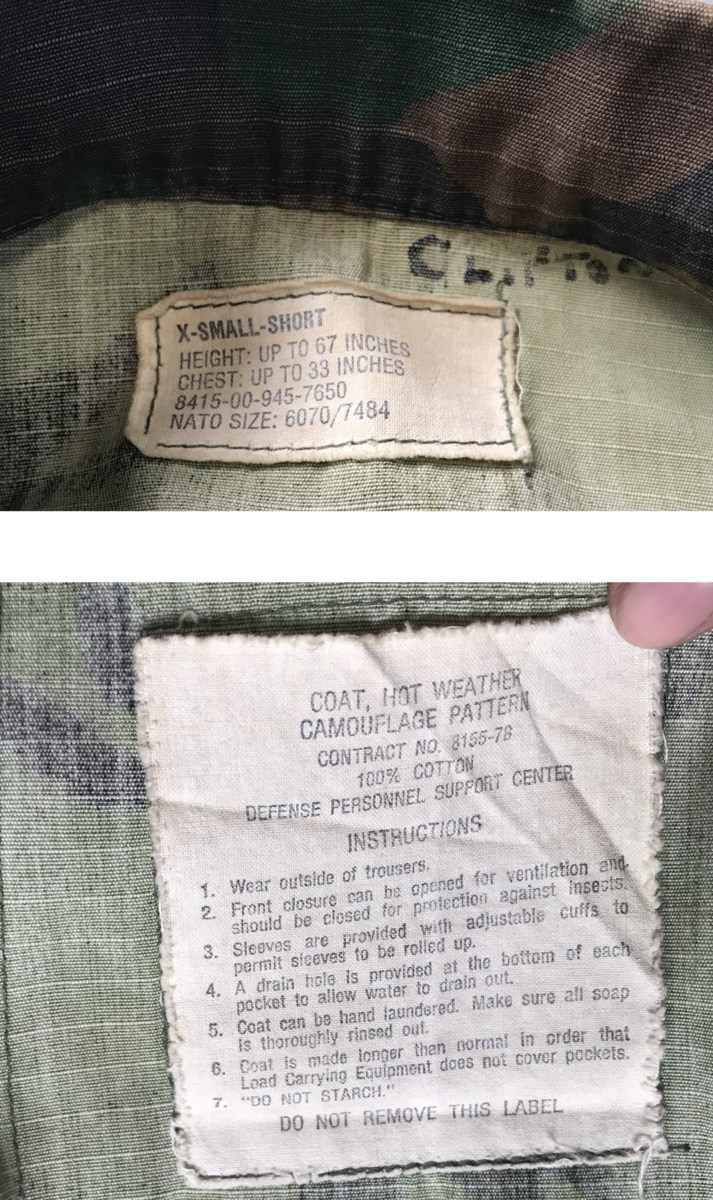 X-SMALL-SHORT
HEIGHT: UP TO 67 INCHES
CHEST: UP TO 33 INCHES
8415-00-945-7650
NATO SIZE: 6070/7484
COAT, HOT WEATHER
CAMOUFLAGE PATTERN
CONTRACT NO. 8155-78
100% COTTON
DEFENSE PERSONNEL SUPPORT CENTER
INSTRUCTIONS
1. Wear outside of trousers.
2. Front closure can be opened for ventilation and
should be closed for protection against insects.
3. Sleeves are provided with adjustable cuffs to
permit sleeves to be rolled up.
4. A drain hole is provided at the bottom of each
pocket to allow water to drain out.
5. Coat can be hand laundered. Make sure all soap
is thoroughly rinsed out.
6. Coat is made longer than normal in order that
Load Carrying Equipment does not cover pockets.
7. "DO NOT STARCH."
DO NOT REMOVE THIS LABEL